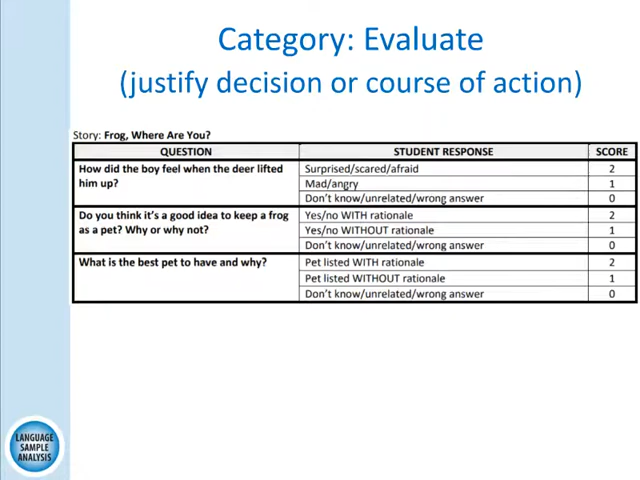 Category: Evaluate
(justify decision or course of action)
Story: Frog, Where Are You?
QUESTION STUDENT RESPONSE SCORE
How did the boy feel when the deer lifted
him up?
Surprised/scared/afraid 2
Mad/angry 1
Don't know/unrelated/wrong answer 0
Do you think it's a good idea to keep a frog
as a pet? Why or why not?
Yes/no WITH rationale 2
Yes/no WITHOUT rationale 1
Don't know/unrelated/wrong answer 0
What is the best pet to have and why?
Pet listed WITH rationale 2
Pet listed WITHOUT rationale 1
Don't know/unrelated/wrong answer 0
LANGUAGE
SAMPLE
ANALYSIS